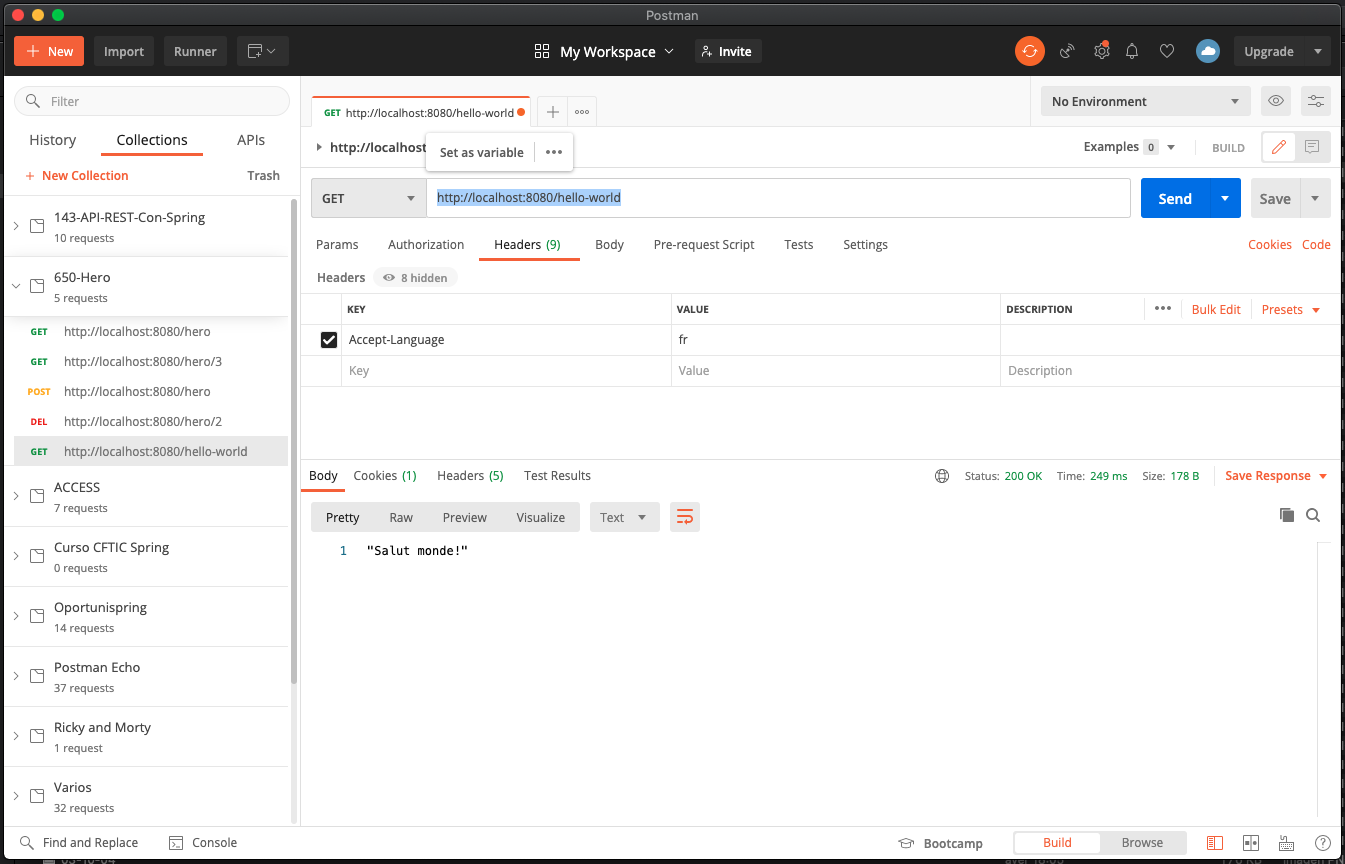 Postman
New Import Runner My Workspace Invite Upgrade
Filter
History Collections APIs
New Collection Trash
143-API-REST-Con-Spring
10 requests
650-Hero
5 requests
GET http://localhost:8080/hero
GET http://localhost:8080/hero/3
POST http://localhost:8080/hero
DEL http://localhost:8080/hero/2
GET http://localhost:8080/hello-world
ACCESS
7 requests
Curso CFTIC Spring
0 requests
Oportunispring
14 requests
Postman Echo
37 requests
Ricky and Morty
1 request
Varios
32 requests
GET http://localhost:8080/hello-world
No Environment
http://localhost
Set as variable
Examples 0 BUILD
GET http://localhost:8080/hello-world Send Save
Params Authorization Headers (9) Body Pre-request Script Tests Settings Cookies Code
Headers 8 hidden
KEY VALUE DESCRIPTION Bulk Edit Presets
Accept-Language fr
Key Value Description
Body Cookies (1) Headers (5) Test Results Status: 200 OK Time: 249 ms Size: 178 B Save Response
Pretty Raw Preview Visualize Text
1 "Salut monde!"
Find and Replace Console Bootcamp Build Browse